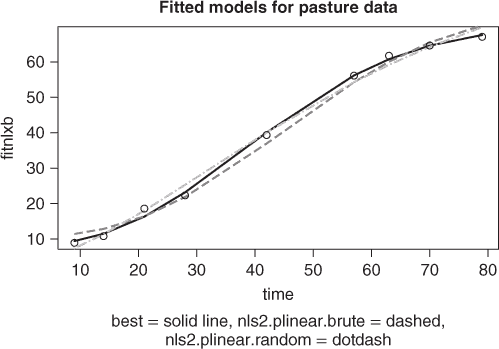 Fitted models for pasture data
fitnlxb
60
50
40
30
20
10
10 20 30 40 50 60 70 80
time
best = solid line, nls2.plinear.brute = dashed,
nls2.plinear.random = dotdash